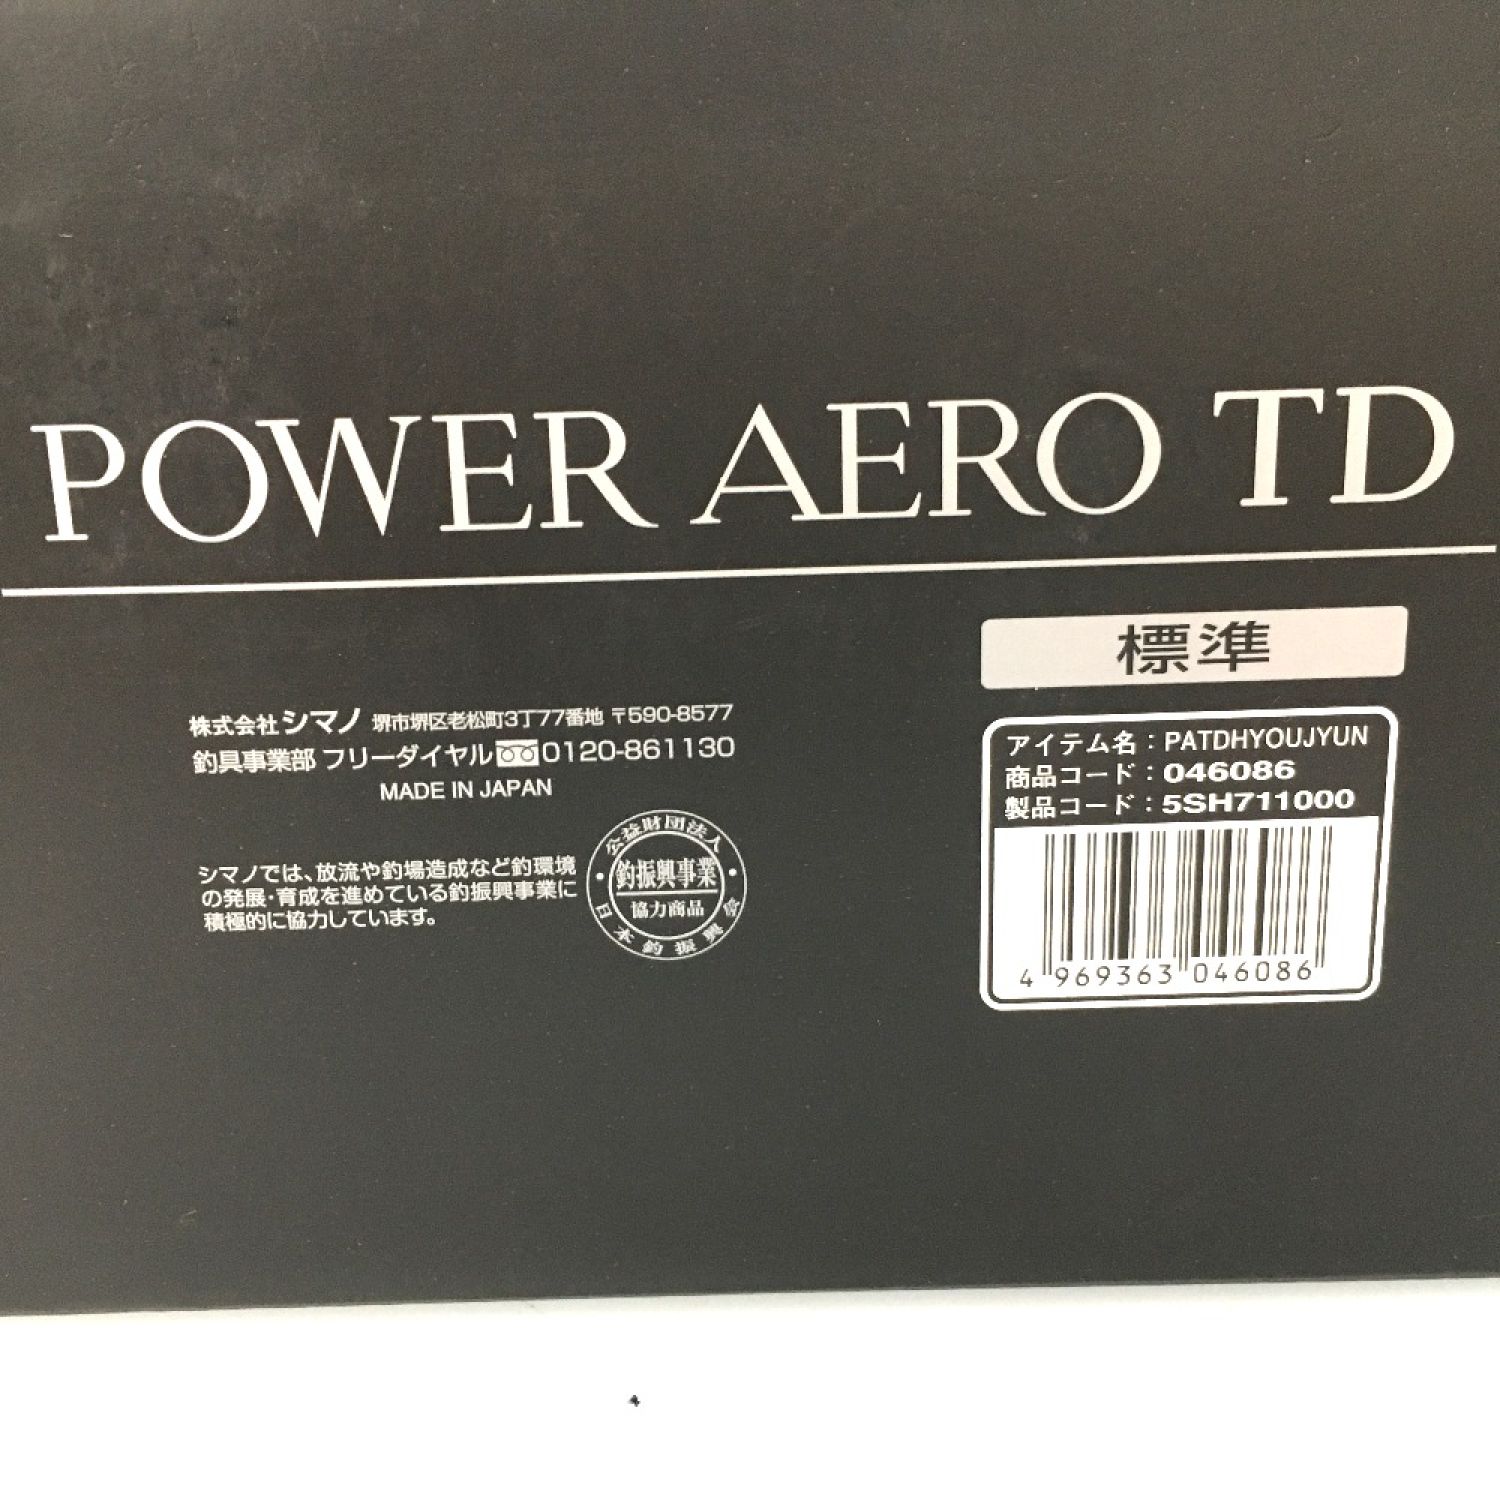 POWER AERO TD
標準
株式会社シマノ 堺市堺区老松町3丁77番地 〒590-8577
釣具事業部 フリーダイヤル 0120-861130
MADE IN JAPAN
シマノでは、放流や釣場造成など釣環境
の発展・育成を進めている釣振興事業に
積極的に協力しています。
公益財団法人
釣振興事業
協力商品
日本釣振興会
アイテム名：PATDHYOUJYUN
商品コード：046086
製品コード：5SH711000
4 969363 046086